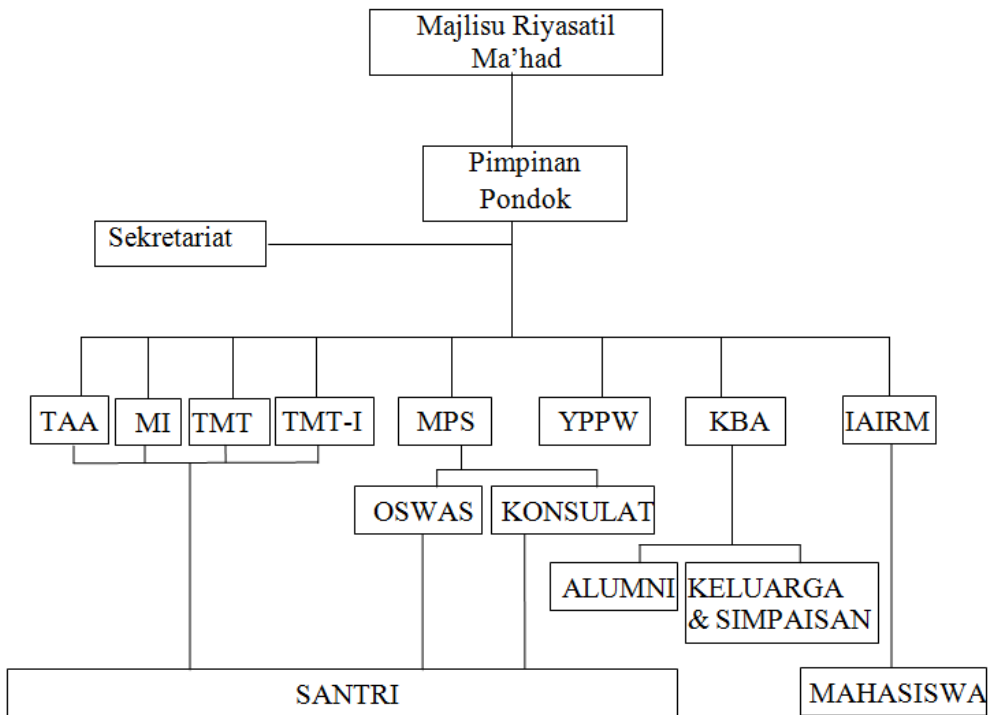 Majlisu Riyasatil
Ma’had
Pimpinan
Pondok
Sekretariat
TAA
MI
TMT
TMT-I
MPS
YPPW
KBA
IAIRM
OSWAS
KONSULAT
ALUMNI
KELUARGA
& SIMPAISAN
SANTRI
MAHASISWA